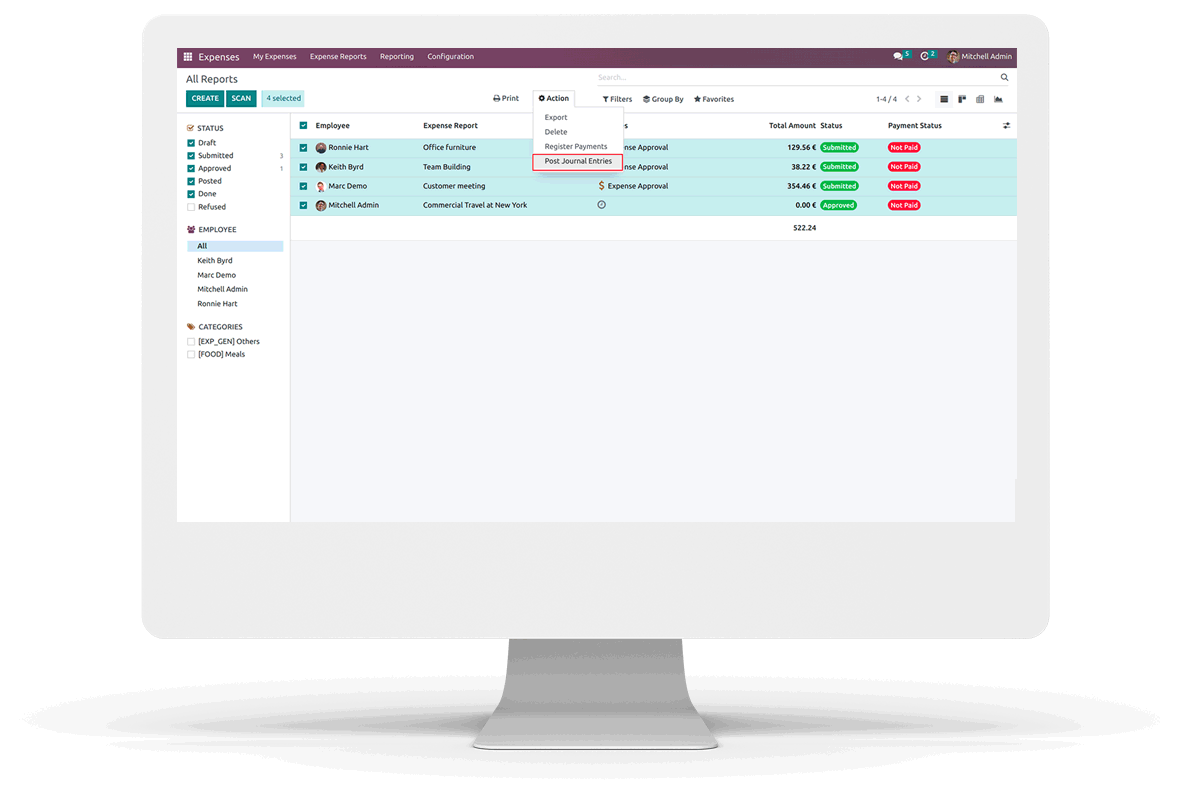 Expenses My Expenses Expense Reports Reporting Configuration 5 2 Mitchell Admin
All Reports Search...
CREATE SCAN 4 selected Print Action Filters Group By Favorites 1-4 / 4
Export
Delete
Register Payments
Post Journal Entries
STATUS
Draft
Submitted 3
Approved 1
Posted
Done
Refused
EMPLOYEE
All
Keith Byrd
Marc Demo
Mitchell Admin
Ronnie Hart
CATEGORIES
[EXP_GEN] Others
[FOOD] Meals
Employee Expense Report Total Amount Status Payment Status
Ronnie Hart Office furniture Approval 129.56 € Submitted Not Paid
Keith Byrd Team Building Approval 38.22 € Submitted Not Paid
Marc Demo Customer meeting Expense Approval 354.46 € Submitted Not Paid
Mitchell Admin Commercial Travel at New York 0.00 € Approved Not Paid
522.24